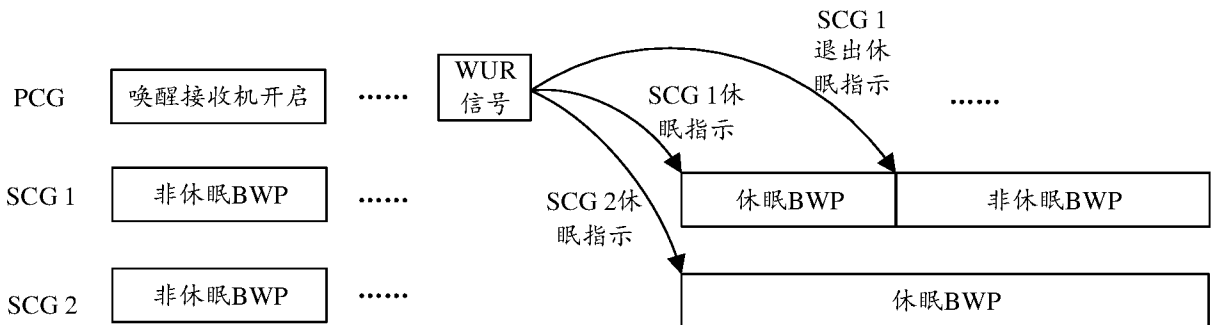 PCG
唤醒接收机开启
……
WUR
信号
SCG 1
退出休
眠指示
……
SCG 1休
眠指示
SCG 1
非休眠BWP
……
休眠BWP
非休眠BWP
SCG 2休
眠指示
SCG 2
非休眠BWP
……
休眠BWP